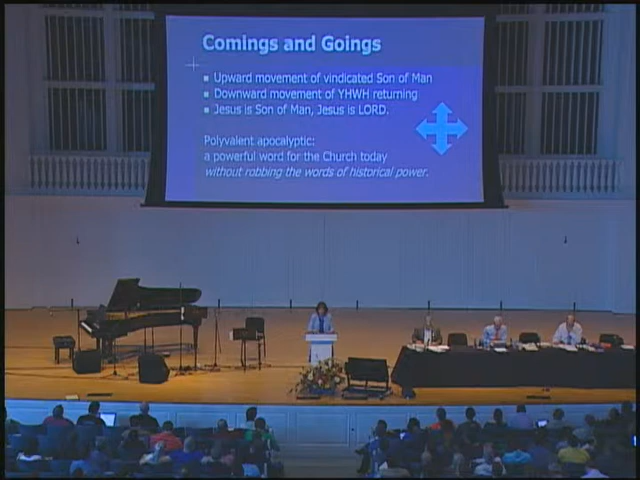 Comings and Goings
Upward movement of vindicated Son of Man
Downward movement of YHWH returning
Jesus is Son of Man, Jesus is LORD.
Polyvalent apocalyptic:
a powerful word for the Church today
without robbing the words of historical power.